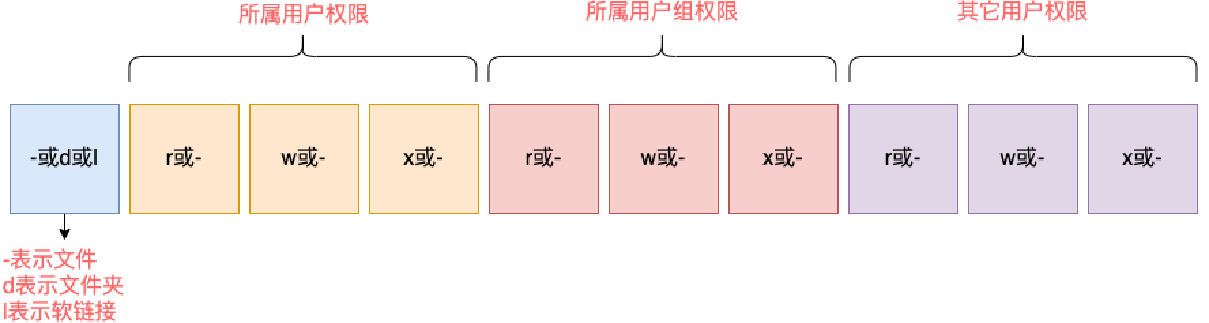 所属用户权限
所属用户组权限
其它用户权限
-或d或l
r或-
w或-
x或-
r或-
w或-
x或-
r或-
w或-
x或-
-表示文件
d表示文件夹
l表示软链接